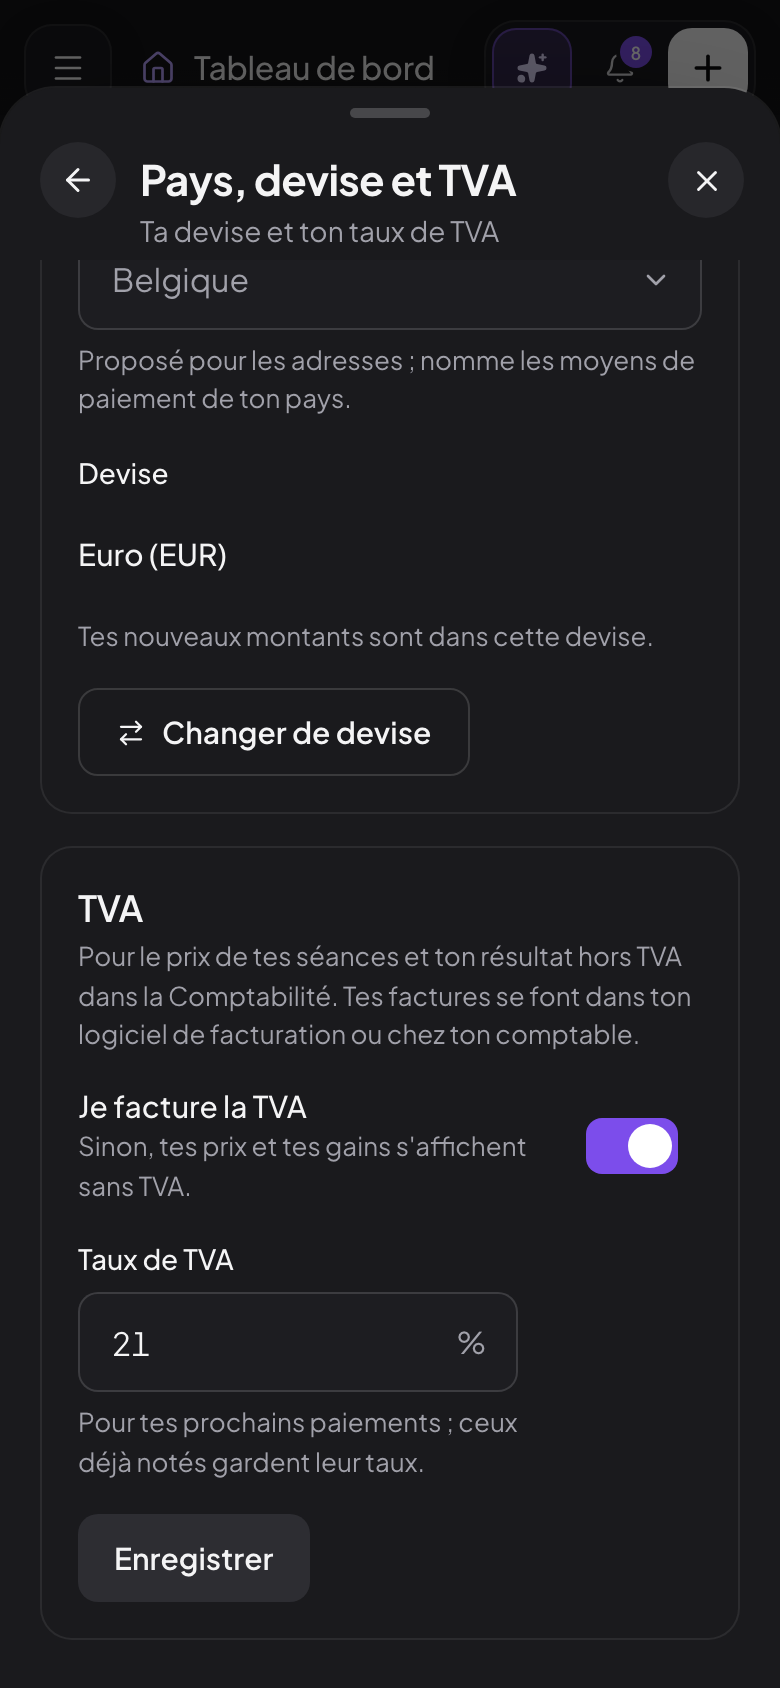 Tableau de bord
8
Pays, devise et TVA
Ta devise et ton taux de TVA
Belgique
Proposé pour les adresses ; nomme les moyens de
paiement de ton pays.
Devise
Euro (EUR)
Tes nouveaux montants sont dans cette devise.
Changer de devise
TVA
Pour le prix de tes séances et ton résultat hors TVA
dans la Comptabilité. Tes factures se font dans ton
logiciel de facturation ou chez ton comptable.
Je facture la TVA
Sinon, tes prix et tes gains s'affichent
sans TVA.
Taux de TVA
21 %
Pour tes prochains paiements ; ceux
déjà notés gardent leur taux.
Enregistrer